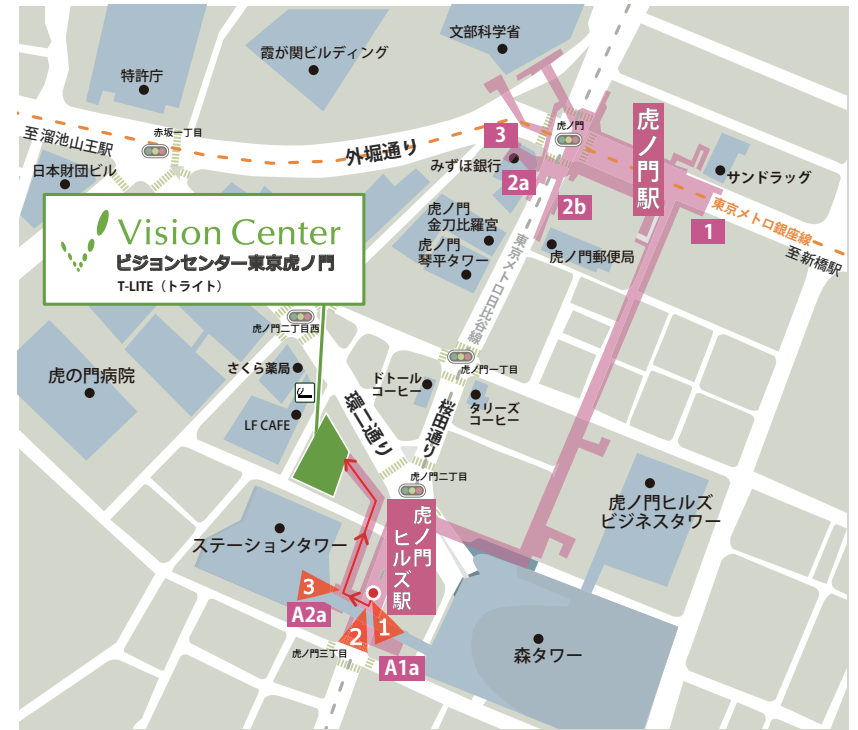 文部科学省
霞が関ビルディング
特許庁
至溜池山王駅
赤坂一丁目
外堀通り
虎ノ門
3
虎ノ門駅
みずほ銀行
日本財団ビル
2a
サンドラッグ
2b
1
東京メトロ銀座線
至新橋駅
虎ノ門
金刀比羅宮
虎ノ門
琴平タワー
虎ノ門郵便局
東京メトロ日比谷線
Vision Center
ビジョンセンター東京虎ノ門
T-LITE（トライト）
虎ノ門二丁目西
虎の門病院
さくら薬局
LF CAFE
環二通り
ドトール
コーヒー
虎ノ門一丁目
タリーズ
コーヒー
桜田通り
虎ノ門二丁目
虎ノ門ヒルズ
ビジネスタワー
虎ノ門
ヒルズ駅
ステーションタワー
3
A2a
2
1
虎ノ門三丁目
A1a
森タワー